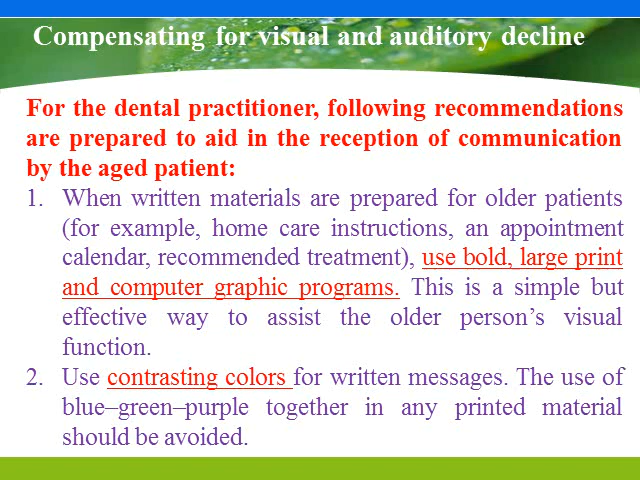 Compensating for visual and auditory decline
For the dental practitioner, following recommendations
are prepared to aid in the reception of communication
by the aged patient:
1. When written materials are prepared for older patients
(for example, home care instructions, an appointment
calendar, recommended treatment), use bold, large print
and computer graphic programs. This is a simple but
effective way to assist the older person’s visual
function.
2. Use contrasting colors for written messages. The use of
blue–green–purple together in any printed material
should be avoided.